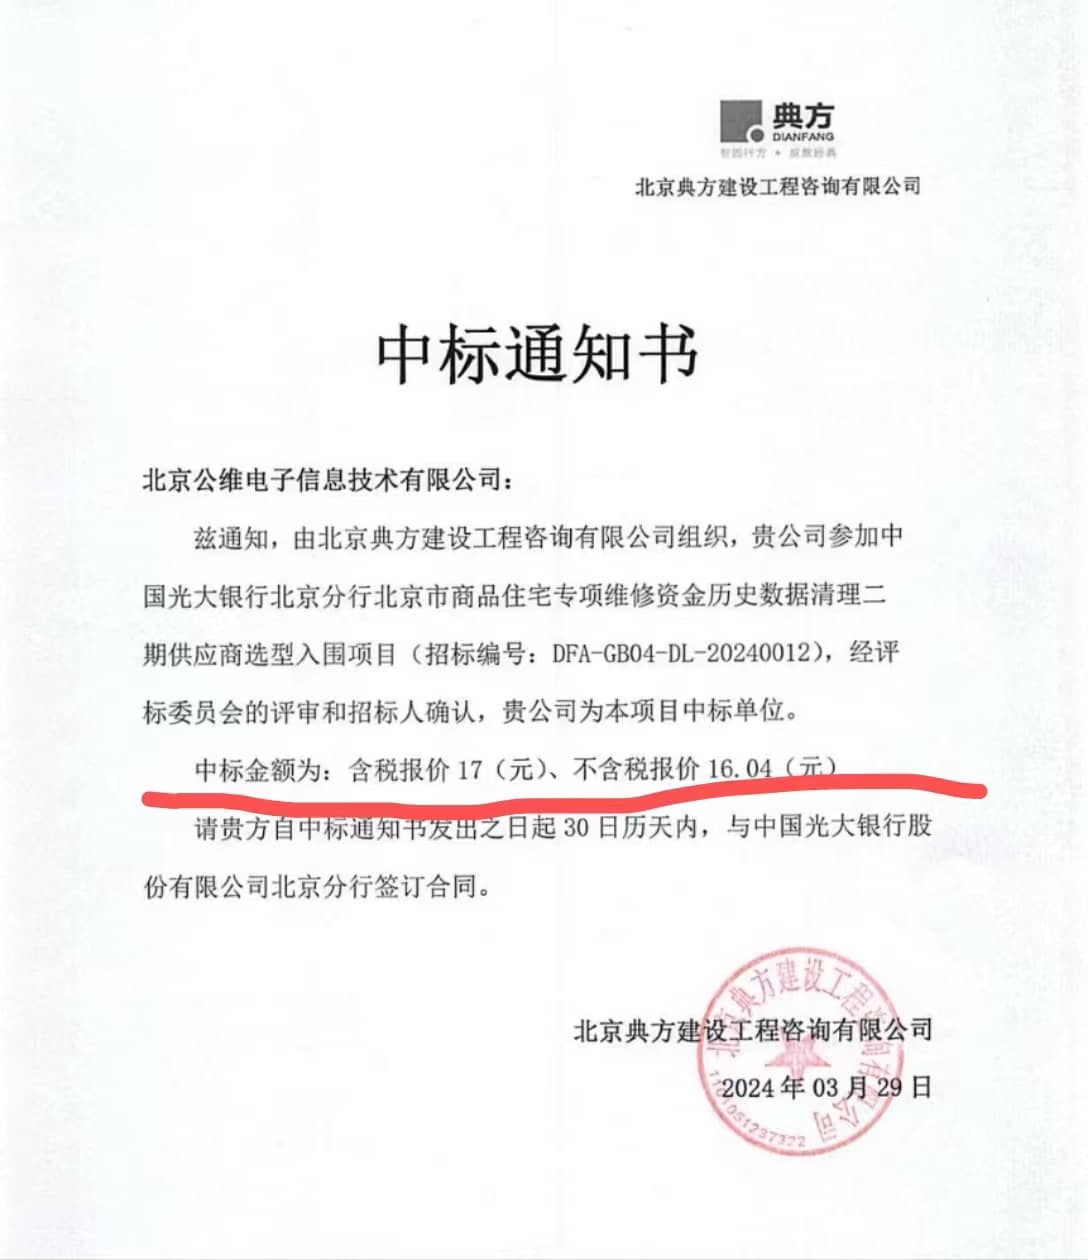 典方
DIANFANG
北京典方建设工程咨询有限公司
中标通知书
北京公维电子信息技术有限公司：
兹通知，由北京典方建设工程咨询有限公司组织，贵公司参加中
国光大银行北京分行北京市商品住宅专项维修资金历史数据清理二
期供应商选型入围项目（招标编号：DFA-GB04-DL-20240012），经评
标委员会的评审和招标人确认，贵公司为本项目中标单位。
中标金额为：含税报价 17（元）、不含税报价 16.04（元）
请贵方自中标通知书发出之日起 30 日历天内，与中国光大银行股
份有限公司北京分行签订合同。
北京典方建设工程咨询有限公司
2024 年 03 月 29 日
北京典方建设工程咨询有限公司